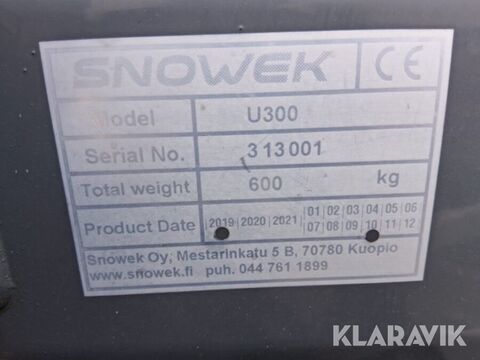 SNOWEK CE
Model U300
Serial No. 313001
Total weight 600 kg
Product Date 2019 2020 2021 01 02 03 04 05 06
07 08 09 10 11 12
Snowek Oy, Mestarinkatu 5 B, 70780 Kuopio
www.snowek.fi puh. 044 761 1899
KLARAVIK